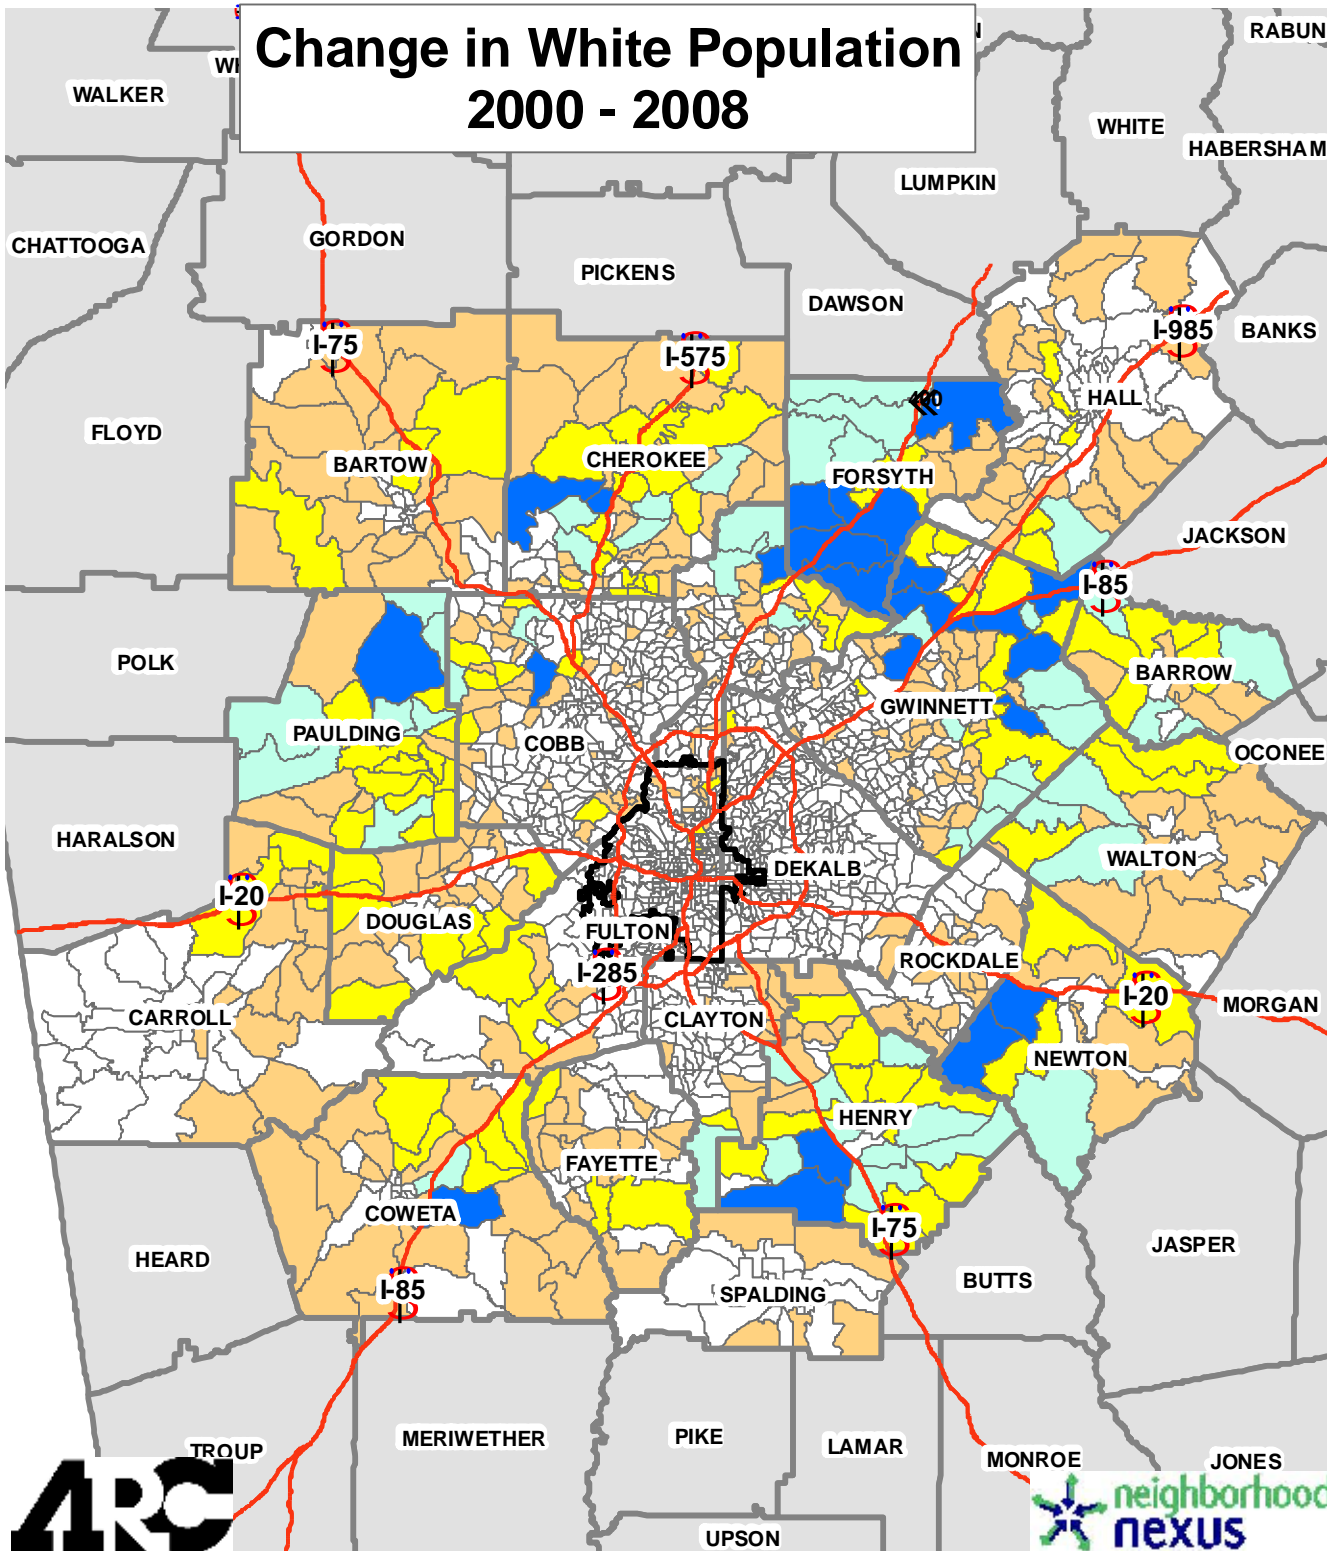 Change in White Population
2000 - 2008
RABUN
WALKER
WHITE
HABERSHAM
LUMPKIN
CHATTOOGA
GORDON
PICKENS
DAWSON
I-75
I-575
I-985
BANKS
HALL
400
FLOYD
BARTOW
CHEROKEE
FORSYTH
JACKSON
I-85
POLK
BARROW
PAULDING
COBB
GWINNETT
OCONEE
HARALSON
DEKALB
WALTON
I-20
DOUGLAS
FULTON
ROCKDALE
I-285
I-20
CARROLL
CLAYTON
MORGAN
NEWTON
HENRY
FAYETTE
COWETA
I-75
HEARD
JASPER
I-85
SPALDING
BUTTS
TROUP
MERIWETHER
PIKE
LAMAR
MONROE
JONES
UPSON
ARC
neighborhood
nexus